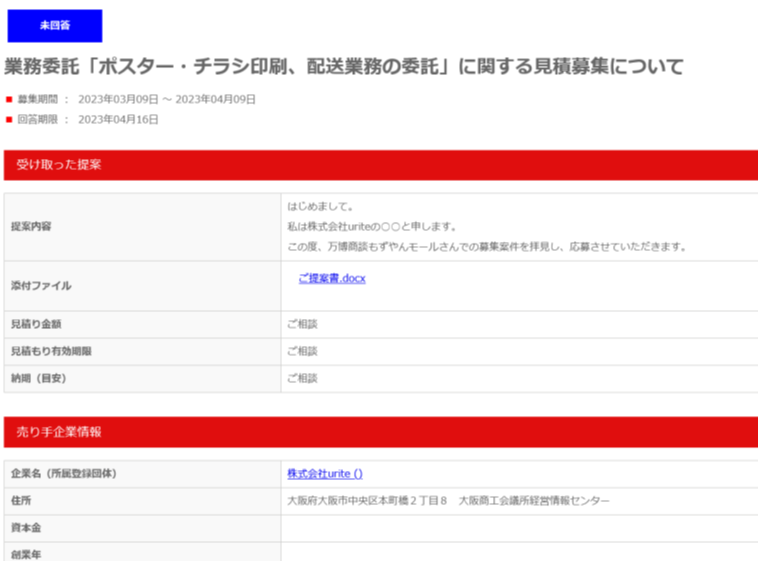 未回答
業務委託「ポスター・チラシ印刷、配送業務の委託」に関する見積募集について
■ 募集期間 ： 2023年03月09日 ～ 2023年04月09日
■ 回答期限 ： 2023年04月16日
受け取った提案
提案内容
はじめまして。
私は株式会社uriteの〇〇と申します。
この度、万博商談もずやんモールさんでの募集案件を拝見し、応募させていただきます。
添付ファイル
ご提案書.docx
見積り金額 ご相談
見積もり有効期限 ご相談
納期（目安） ご相談
売り手企業情報
企業名（所属登録団体） 株式会社urite ()
住所 大阪府大阪市中央区本町橋２丁目８　大阪商工会議所経営情報センター
資本金
創業年